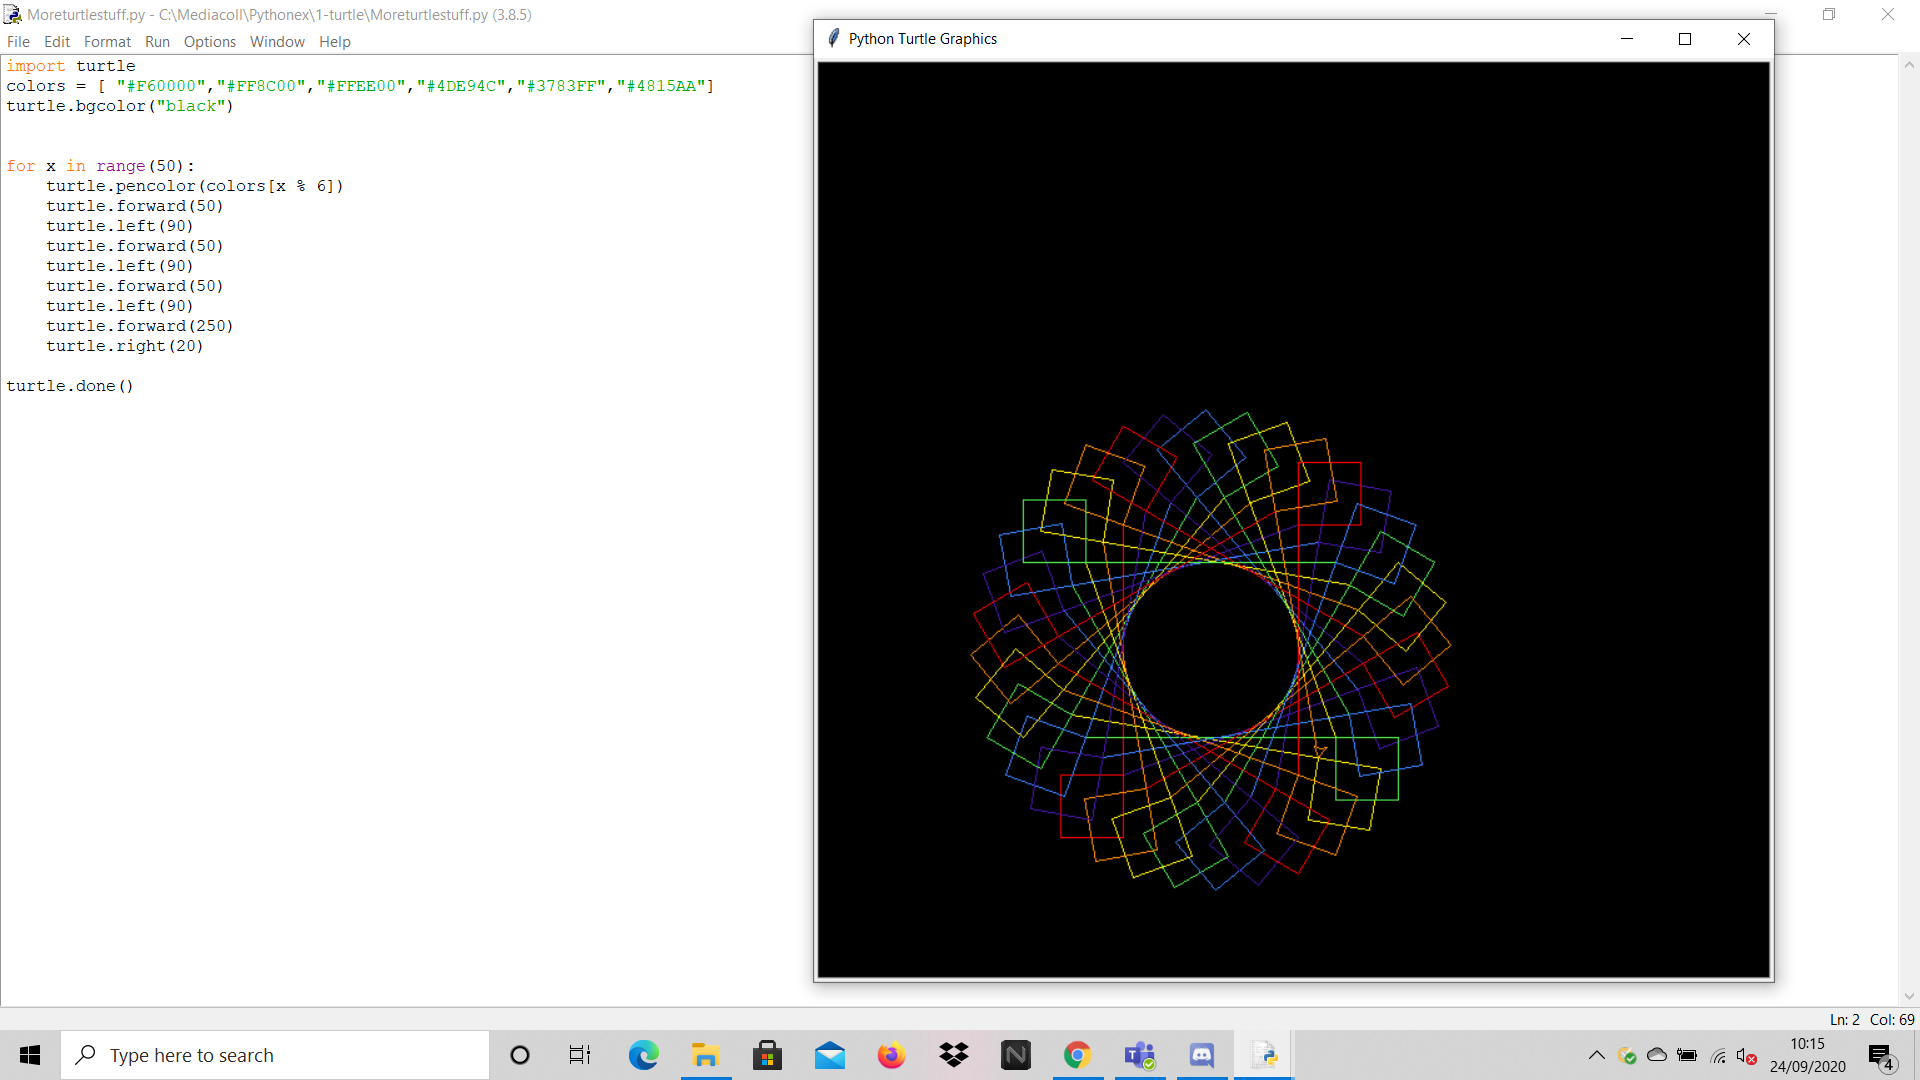 Moreturtlestuff.py - C:\Mediacoll\Pythonex\1-turtle\Moreturtlestuff.py (3.8.5)
File Edit Format Run Options Window Help
import turtle
colors = [ "#F60000","#FF8C00","#FFEE00","#4DE94C","#3783FF","#4815AA"]
turtle.bgcolor("black")
for x in range(50):
    turtle.pencolor(colors[x % 6])
    turtle.forward(50)
    turtle.left(90)
    turtle.forward(50)
    turtle.left(90)
    turtle.forward(50)
    turtle.left(90)
    turtle.forward(250)
    turtle.right(20)
turtle.done()
Python Turtle Graphics
Ln: 2 Col: 69
Type here to search
N
T
10:15
24/09/2020
4